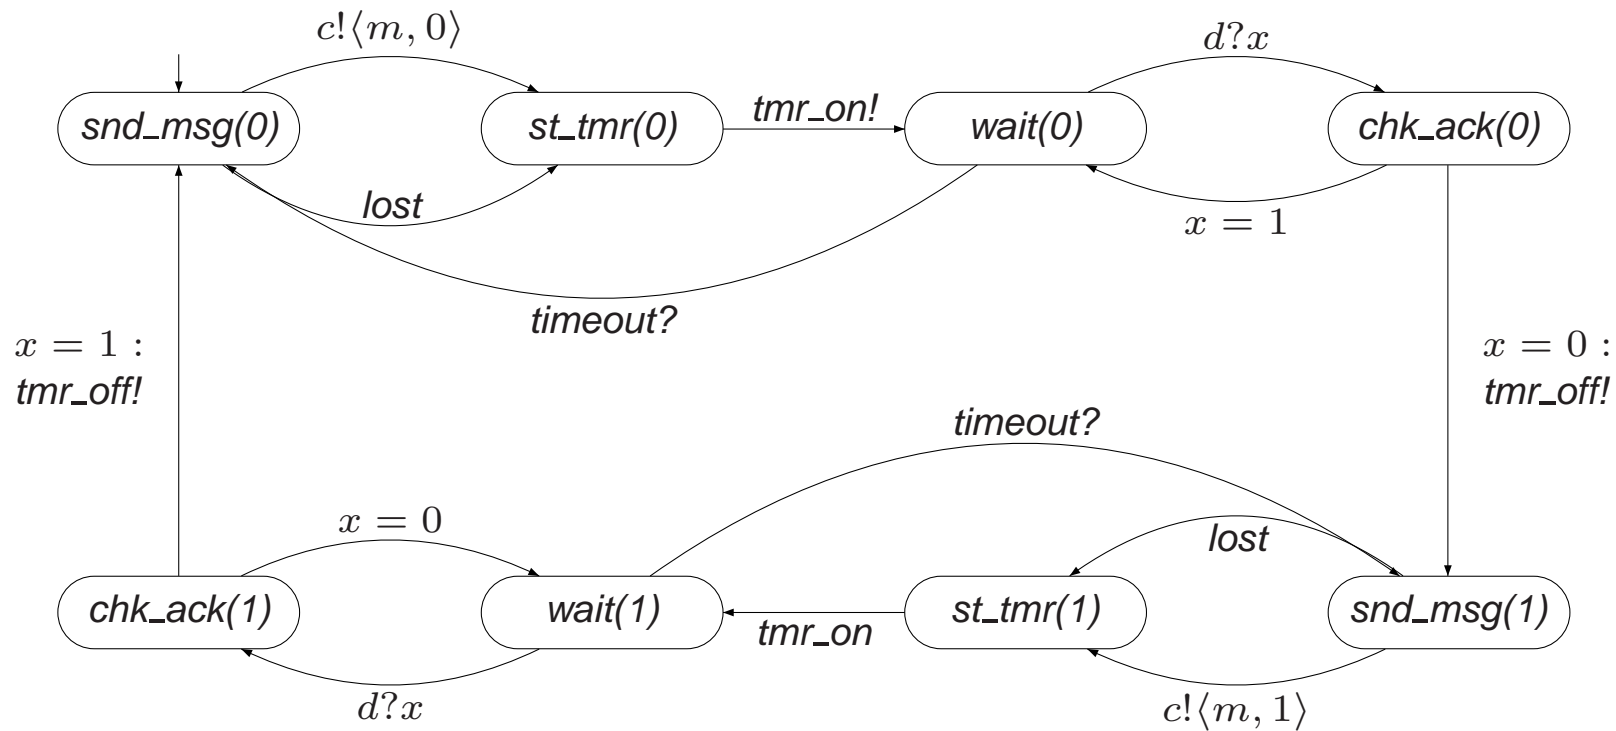 c!⟨m, 0⟩
d?x
snd_msg(0)
st_tmr(0)
tmr_on!
wait(0)
chk_ack(0)
lost
x = 1
timeout?
x = 1 :
tmr_off!
x = 0 :
tmr_off!
timeout?
x = 0
lost
chk_ack(1)
wait(1)
tmr_on
st_tmr(1)
snd_msg(1)
d?x
c!⟨m, 1⟩